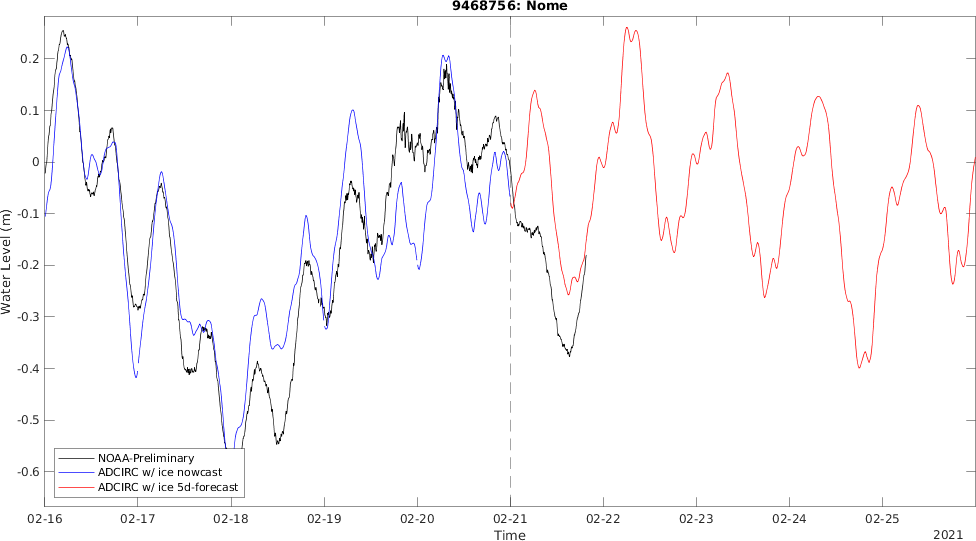 9468756: Nome
Water Level (m)
0.2
0.1
0
-0.1
-0.2
-0.3
-0.4
-0.5
-0.6
NOAA-Preliminary
ADCIRC w/ ice nowcast
ADCIRC w/ ice 5d-forecast
02-16 02-17 02-18 02-19 02-20 02-21 02-22 02-23 02-24 02-25
Time
2021